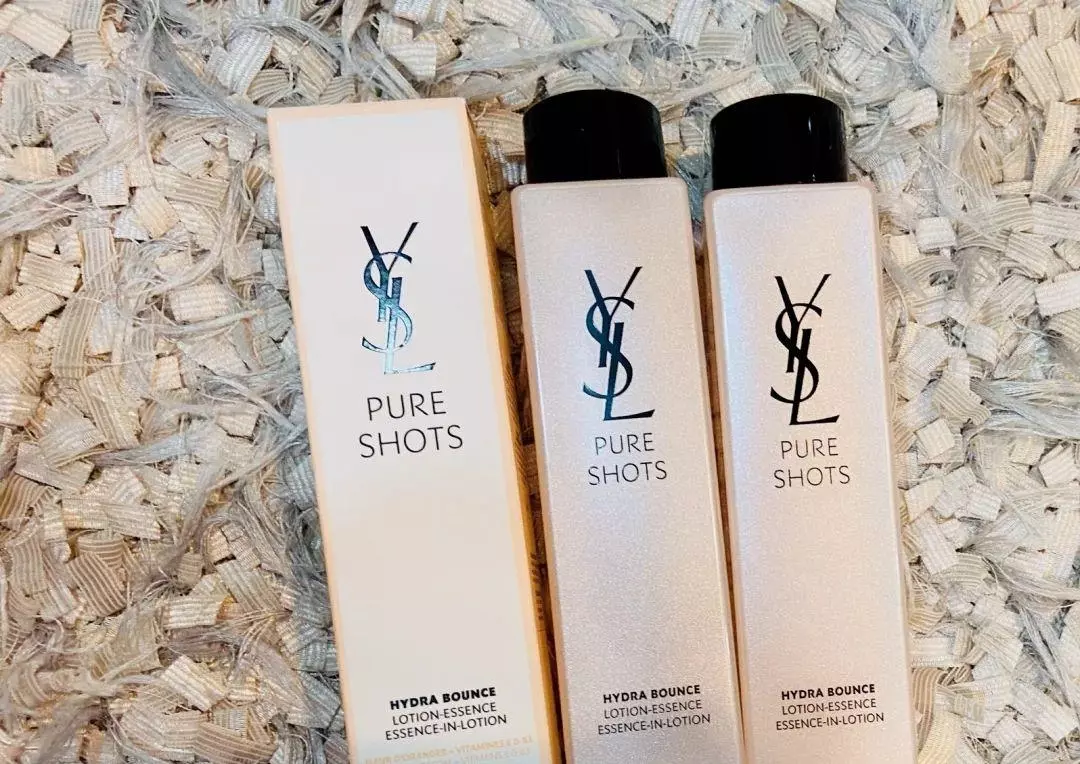 YSL
PURE
SHOTS
HYDRA BOUNCE
LOTION-ESSENCE
ESSENCE-IN-LOTION
YSL
PURE
SHOTS
HYDRA BOUNCE
LOTION-ESSENCE
ESSENCE-IN-LOTION
YSL
PURE
SHOTS
HYDRA BOUNCE
LOTION-ESSENCE
ESSENCE-IN-LOTION